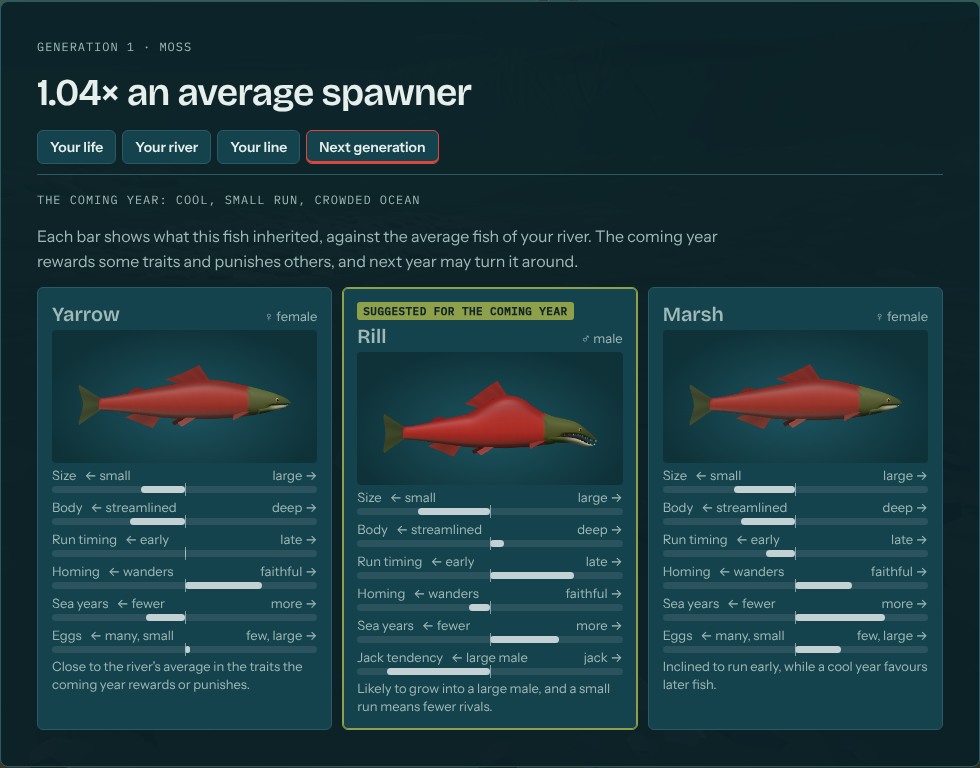 GENERATION 1 · MOSS
1.04× an average spawner
Your life Your river Your line Next generation
THE COMING YEAR: COOL, SMALL RUN, CROWDED OCEAN
Each bar shows what this fish inherited, against the average fish of your river. The coming year
rewards some traits and punishes others, and next year may turn it around.
Yarrow ♀ female
Size ← small large →
Body ← streamlined deep →
Run timing ← early late →
Homing ← wanders faithful →
Sea years ← fewer more →
Eggs ← many, small few, large →
Close to the river's average in the traits the
coming year rewards or punishes.
SUGGESTED FOR THE COMING YEAR
Rill ♂ male
Size ← small large →
Body ← streamlined deep →
Run timing ← early late →
Homing ← wanders faithful →
Sea years ← fewer more →
Jack tendency ← large male jack →
Likely to grow into a large male, and a small
run means fewer rivals.
Marsh ♀ female
Size ← small large →
Body ← streamlined deep →
Run timing ← early late →
Homing ← wanders faithful →
Sea years ← fewer more →
Eggs ← many, small few, large →
Inclined to run early, while a cool year favours
later fish.